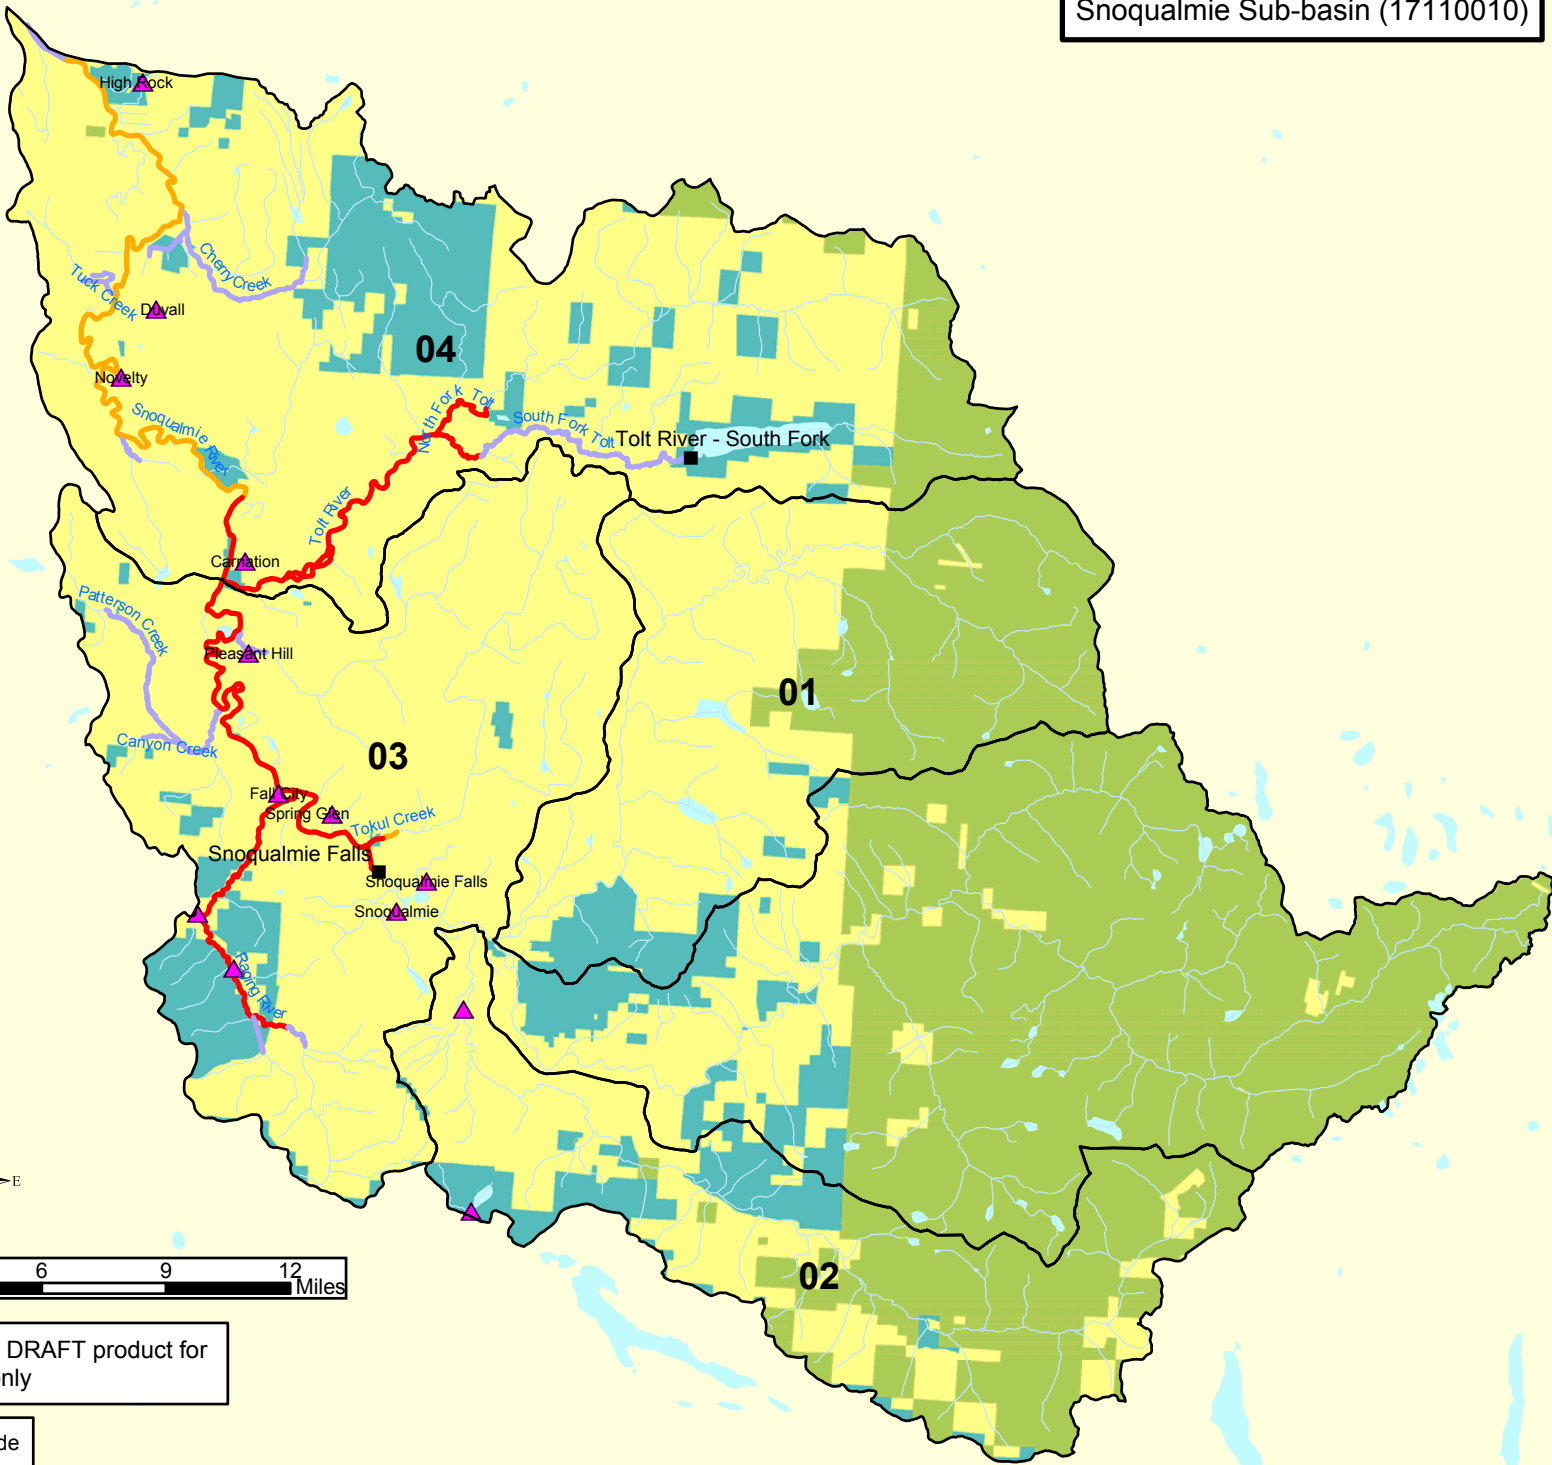 Snoqualmie Sub-basin (17110010)
High Rock
Cherry Creek
Tuck Creek
Duvall
04
Novelty
North Fork Tolt
Snoqualmie River
South Fork Tolt
Tolt River - South Fork
Tolt River
Carnation
Patterson Creek
Pleasant Hill
01
Canyon Creek
03
Fall City
Spring Glen
Tokul Creek
Snoqualmie Falls
Snoqualmie Falls
Snoqualmie
Raging River
E
02
6 9 12
Miles
DRAFT product for
only
de